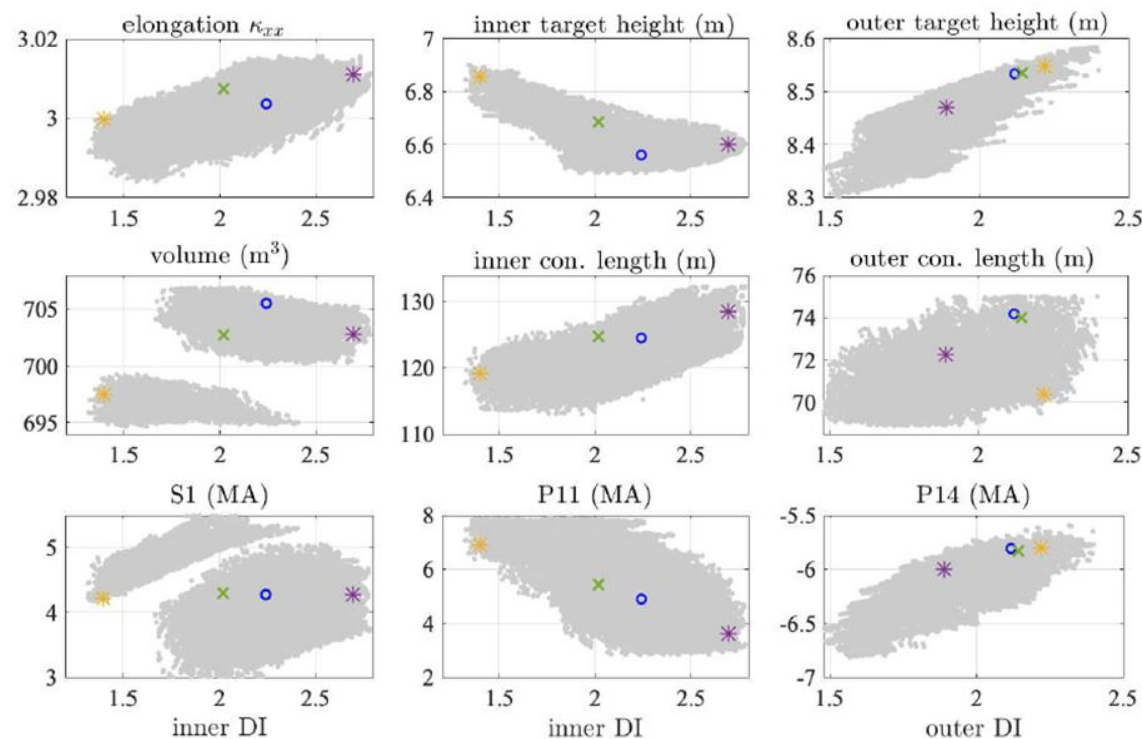 elongation κxx
inner target height (m)
outer target height (m)
3.02
3
2.98
1.5 2 2.5
7
6.8
6.6
6.4
1.5 2 2.5
8.6
8.5
8.4
8.3
1.5 2 2.5
volume (m³)
inner con. length (m)
outer con. length (m)
705
700
695
1.5 2 2.5
130
120
110
1.5 2 2.5
76
74
72
70
1.5 2 2.5
S1 (MA)
P11 (MA)
P14 (MA)
5
4
3
1.5 2 2.5
inner DI
8
6
4
2
1.5 2 2.5
inner DI
-5.5
-6
-6.5
-7
1.5 2 2.5
outer DI